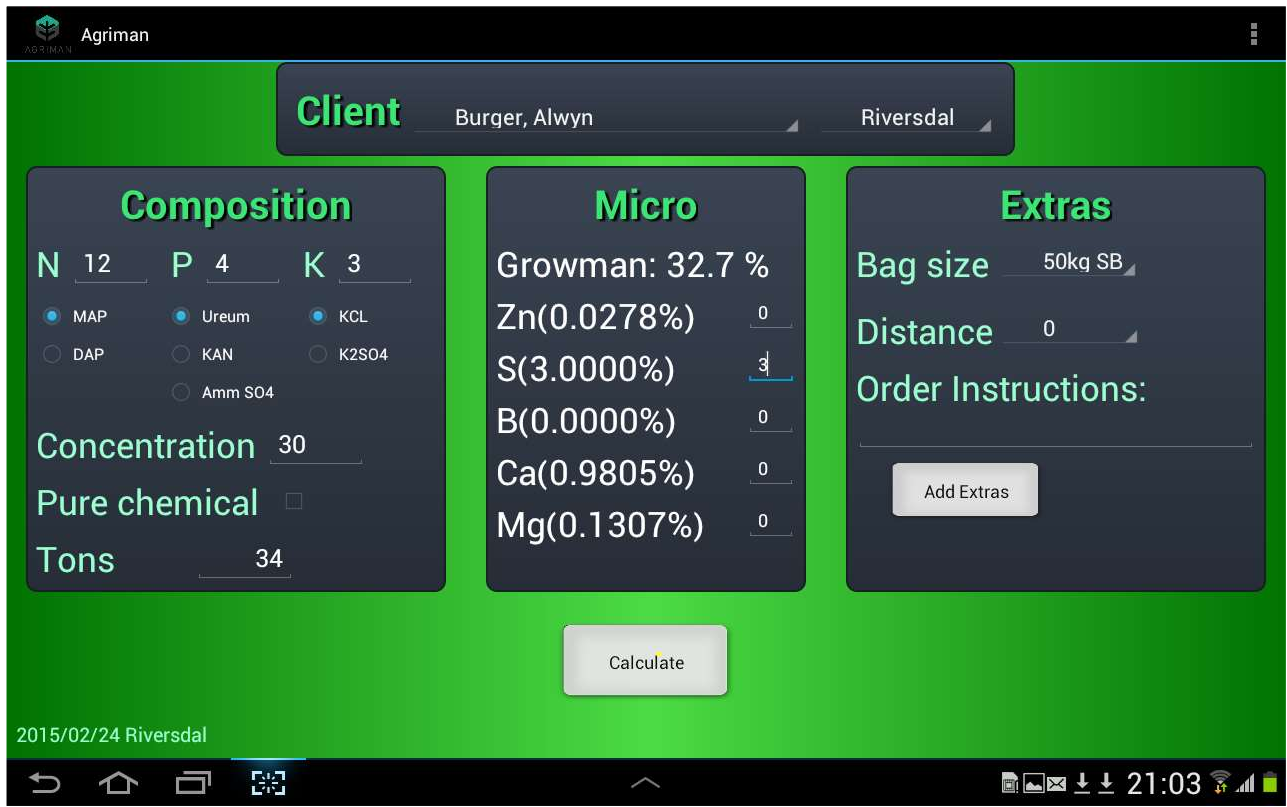 Agriman
AGRIMAN
Client Burger, Alwyn Riversdal
Composition
N 12 P 4 K 3
MAP Ureum KCL
DAP KAN K2SO4
Amm SO4
Concentration 30
Pure chemical
Tons 34
Micro
Growman: 32.7 %
Zn(0.0278%) 0
S(3.0000%) 3
B(0.0000%) 0
Ca(0.9805%) 0
Mg(0.1307%) 0
Extras
Bag size 50kg SB
Distance 0
Order Instructions:
Add Extras
Calculate
2015/02/24 Riversdal
21:03